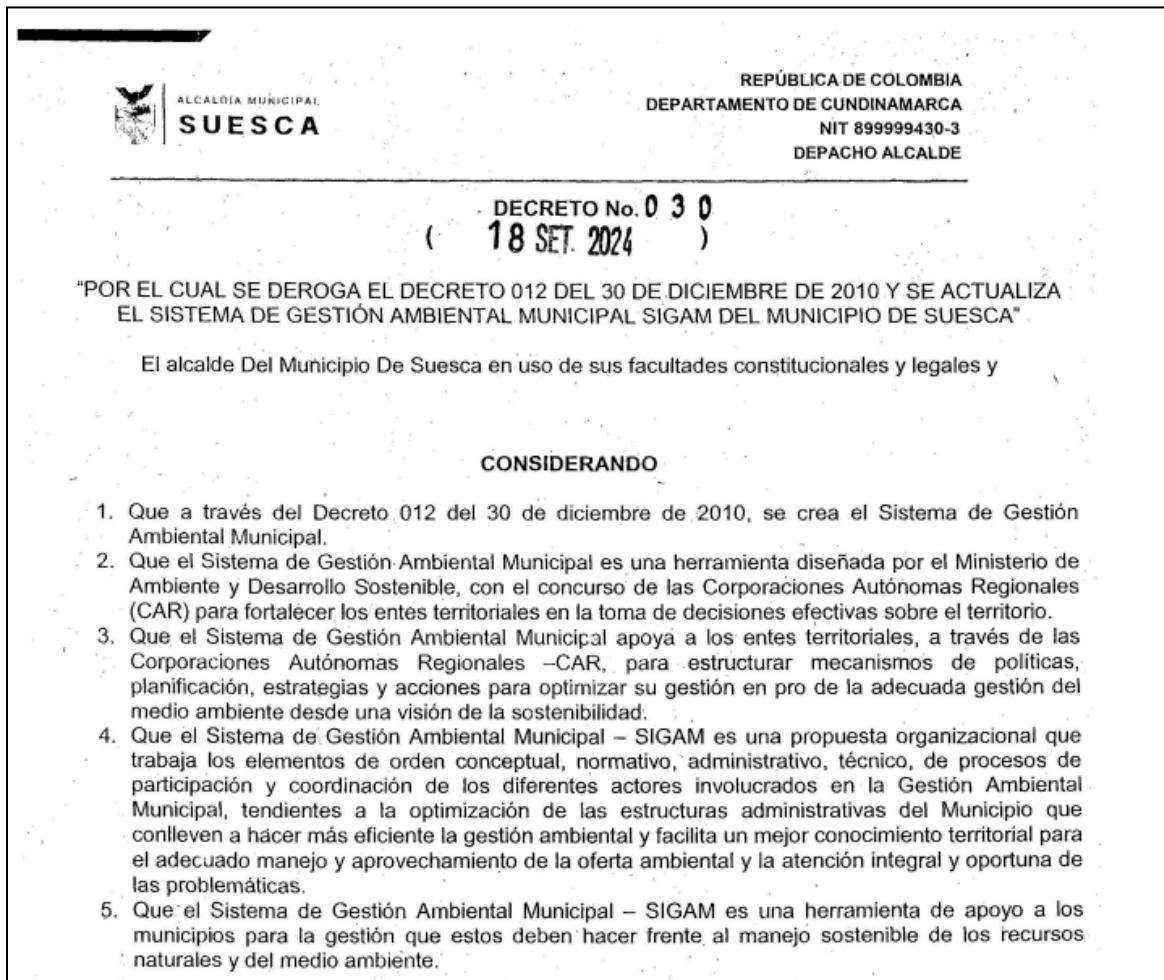 ALCALDÍA MUNICIPAL
SUESCA
REPÚBLICA DE COLOMBIA
DEPARTAMENTO DE CUNDINAMARCA
NIT 899999430-3
DEPACHO ALCALDE
DECRETO No. 0 3 0
( 18 SET. 2024 )
"POR EL CUAL SE DEROGA EL DECRETO 012 DEL 30 DE DICIEMBRE DE 2010 Y SE ACTUALIZA
EL SISTEMA DE GESTIÓN AMBIENTAL MUNICIPAL SIGAM DEL MUNICIPIO DE SUESCA"
El alcalde Del Municipio De Suesca en uso de sus facultades constitucionales y legales y
CONSIDERANDO
1. Que a través del Decreto 012 del 30 de diciembre de 2010, se crea el Sistema de Gestión
Ambiental Municipal.
2. Que el Sistema de Gestión Ambiental Municipal es una herramienta diseñada por el Ministerio de
Ambiente y Desarrollo Sostenible, con el concurso de las Corporaciones Autónomas Regionales
(CAR) para fortalecer los entes territoriales en la toma de decisiones efectivas sobre el territorio.
3. Que el Sistema de Gestión Ambiental Municipal apoya a los entes territoriales, a través de las
Corporaciones Autónomas Regionales –CAR, para estructurar mecanismos de políticas,
planificación, estrategias y acciones para optimizar su gestión en pro de la adecuada gestión del
medio ambiente desde una visión de la sostenibilidad.
4. Que el Sistema de Gestión Ambiental Municipal – SIGAM es una propuesta organizacional que
trabaja los elementos de orden conceptual, normativo, administrativo, técnico, de procesos de
participación y coordinación de los diferentes actores involucrados en la Gestión Ambiental
Municipal, tendientes a la optimización de las estructuras administrativas del Municipio que
conlleven a hacer más eficiente la gestión ambiental y facilita un mejor conocimiento territorial para
el adecuado manejo y aprovechamiento de la oferta ambiental y la atención integral y oportuna de
las problemáticas.
5. Que el Sistema de Gestión Ambiental Municipal – SIGAM es una herramienta de apoyo a los
municipios para la gestión que estos deben hacer frente al manejo sostenible de los recursos
naturales y del medio ambiente.